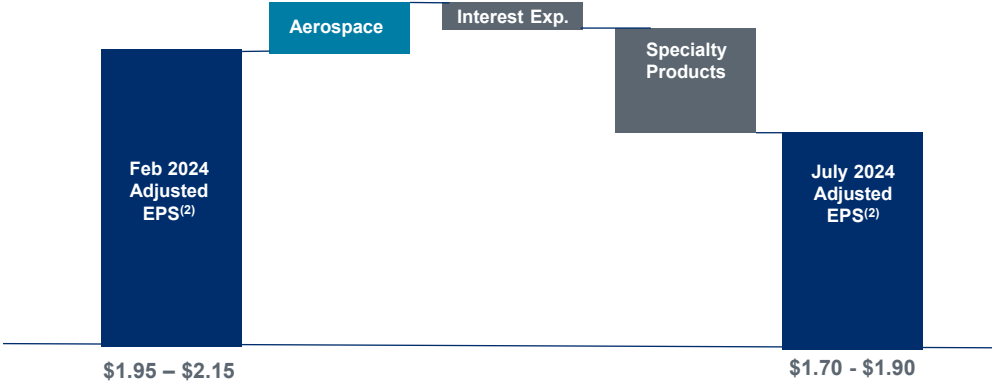 Aerospace
Interest Exp.
Specialty
Products
Feb 2024
Adjusted
EPS(2)
July 2024
Adjusted
EPS(2)
$1.95 – $2.15
$1.70 - $1.90